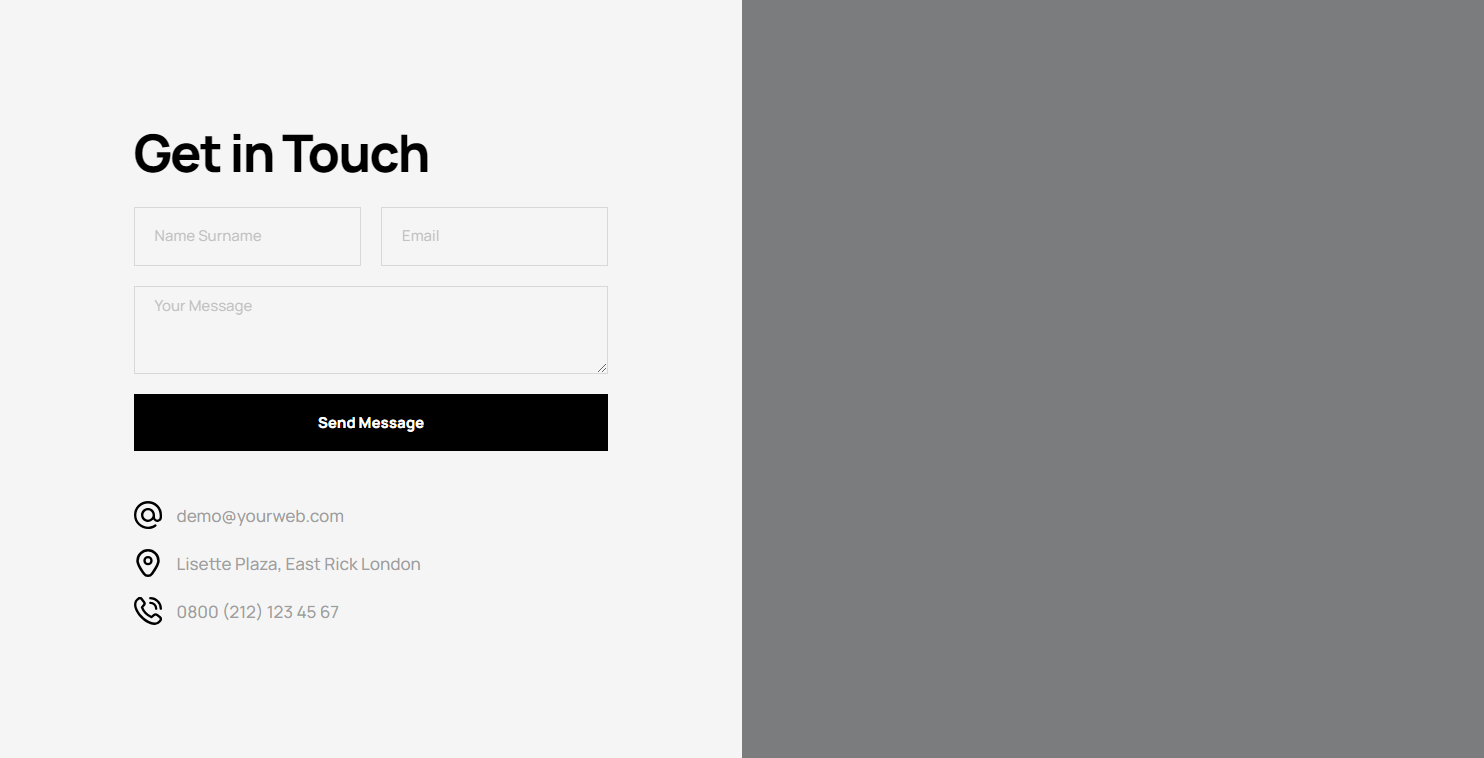 Get in Touch
Name Surname
Email
Your Message
Send Message
demo@yourweb.com
Lisette Plaza, East Rick London
0800 (212) 123 45 67